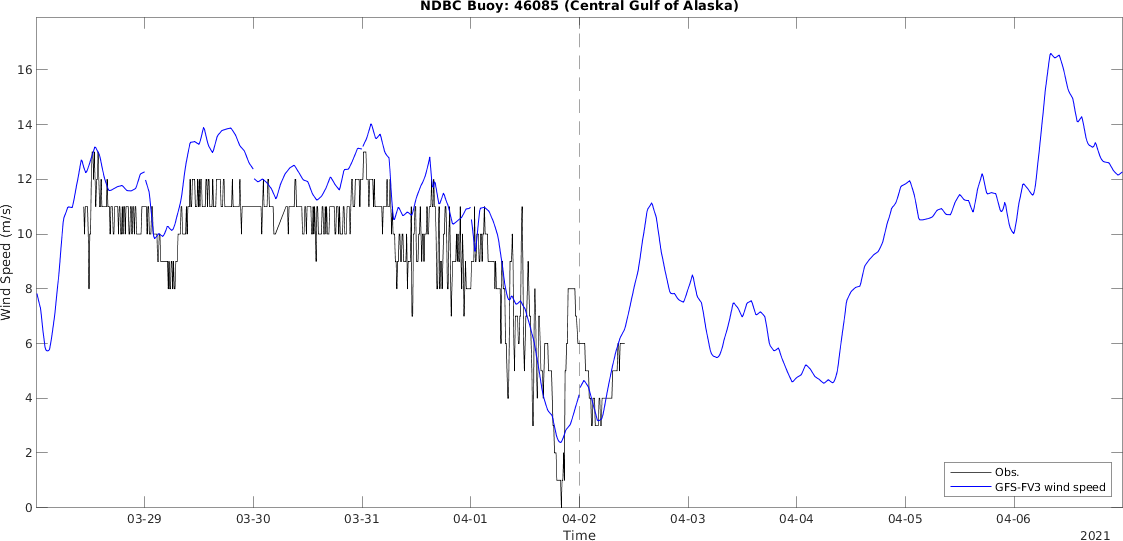 NDBC Buoy: 46085 (Central Gulf of Alaska)
Wind Speed (m/s)
16
14
12
10
8
6
4
2
0
03-29 03-30 03-31 04-01 04-02 04-03 04-04 04-05 04-06
Time
2021
Obs.
GFS-FV3 wind speed